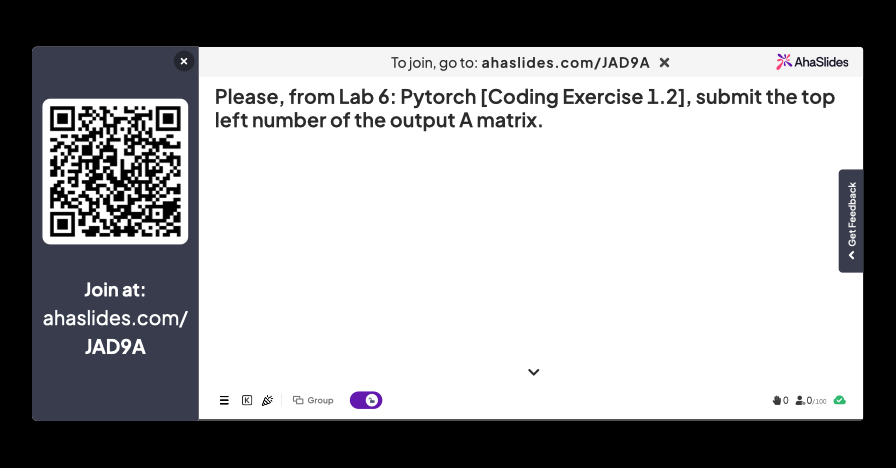 To join, go to: ahaslides.com/JAD9A
AhaSlides
Please, from Lab 6: Pytorch [Coding Exercise 1.2], submit the top
left number of the output A matrix.
Join at:
ahaslides.com/
JAD9A
Get Feedback
K
Group
0
0/100